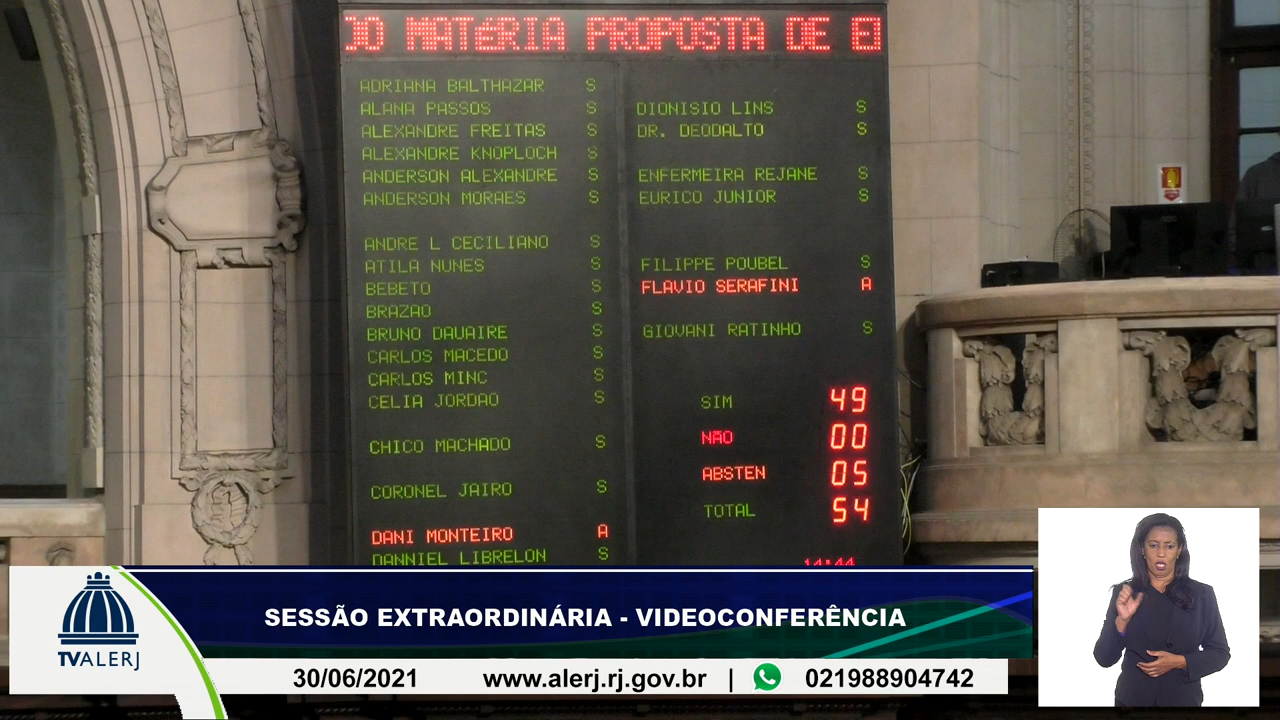 MATÉRIA PROPOSTA DE
ADRIANA BALTHAZAR S
ALANA PASSOS S
ALEXANDRE FREITAS S
ALEXANDRE KNOPLOCH S
ANDERSON ALEXANDRE S
ANDERSON MORAES S
ANDRE L CECILIANO S
ATILA NUNES S
BEBETO S
BRAZAO S
BRUNO DAUAIRE S
CARLOS MACEDO S
CARLOS MINC S
CELIA JORDAO S
CHICO MACHADO S
CORONEL JAIRO S
DANI MONTEIRO A
DANNIEL LIBRELON S
DIONISIO LINS S
DR. DEODALTO S
ENFERMEIRA REJANE S
EURICO JUNIOR S
FILIPPE POUBEL S
FLAVIO SERAFINI A
GIOVANI RATINHO S
SIM 49
NÃO 00
ABSTEN 05
TOTAL 54
14:44
SESSÃO EXTRAORDINÁRIA - VIDEOCONFERÊNCIA
TVALERJ
30/06/2021 www.alerj.rj.gov.br | 021988904742